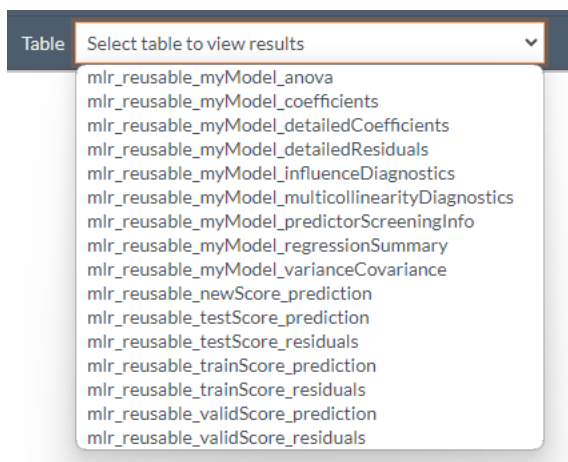 Table Select table to view results
mlr_reusable_myModel_anova
mlr_reusable_myModel_coefficients
mlr_reusable_myModel_detailedCoefficients
mlr_reusable_myModel_detailedResiduals
mlr_reusable_myModel_influenceDiagnostics
mlr_reusable_myModel_multicollinearityDiagnostics
mlr_reusable_myModel_predictorScreeningInfo
mlr_reusable_myModel_regressionSummary
mlr_reusable_myModel_varianceCovariance
mlr_reusable_newScore_prediction
mlr_reusable_testScore_prediction
mlr_reusable_testScore_residuals
mlr_reusable_trainScore_prediction
mlr_reusable_trainScore_residuals
mlr_reusable_validScore_prediction
mlr_reusable_validScore_residuals